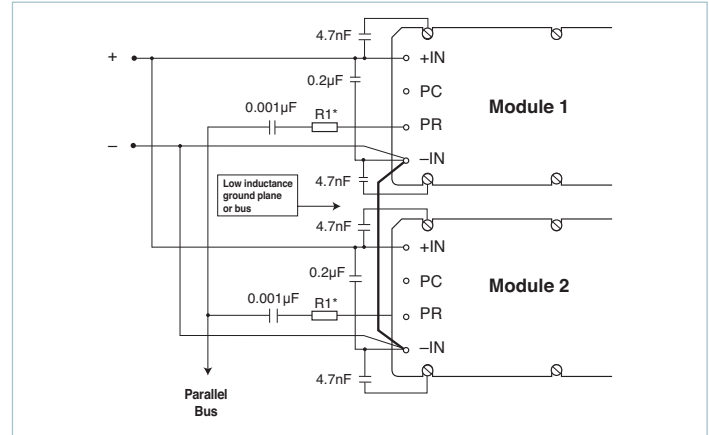 4.7nF
+
+IN
0.2µF
PC
Module 1
0.001µF
R1*
PR
–
–IN
4.7nF
Low inductance
ground plane
or bus
4.7nF
+IN
0.2µF
PC
Module 2
0.001µF
R1*
PR
–IN
4.7nF
Parallel
Bus